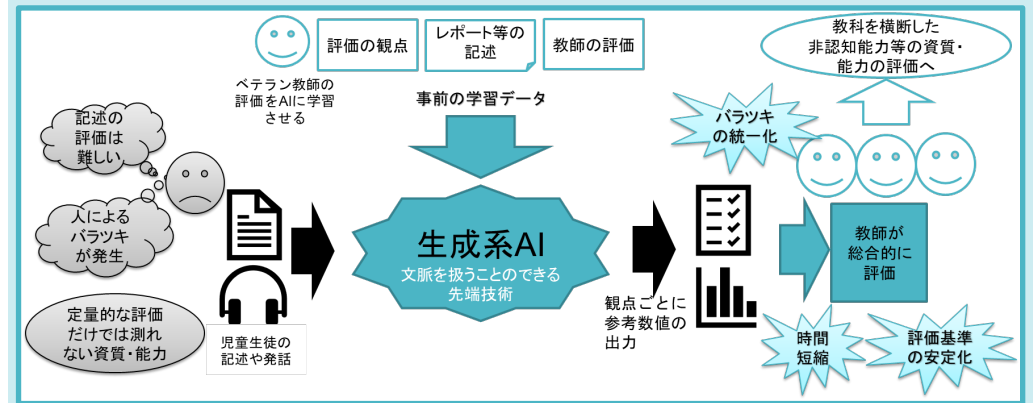 評価の観点
レポート等の
記述
教師の評価
ベテラン教師の
評価をAIに学習
させる
事前の学習データ
教科を横断した
非認知能力等の資質・
能力の評価へ
記述の
評価は
難しい
人による
バラツキ
が発生
定量的な評価
だけでは測れ
ない資質・能力
児童生徒の
記述や発話
生成系AI
文脈を扱うことのできる
先端技術
観点ごとに
参考数値の
出力
バラツキ
の統一化
教師が
総合的に
評価
時間
短縮
評価基準
の安定化